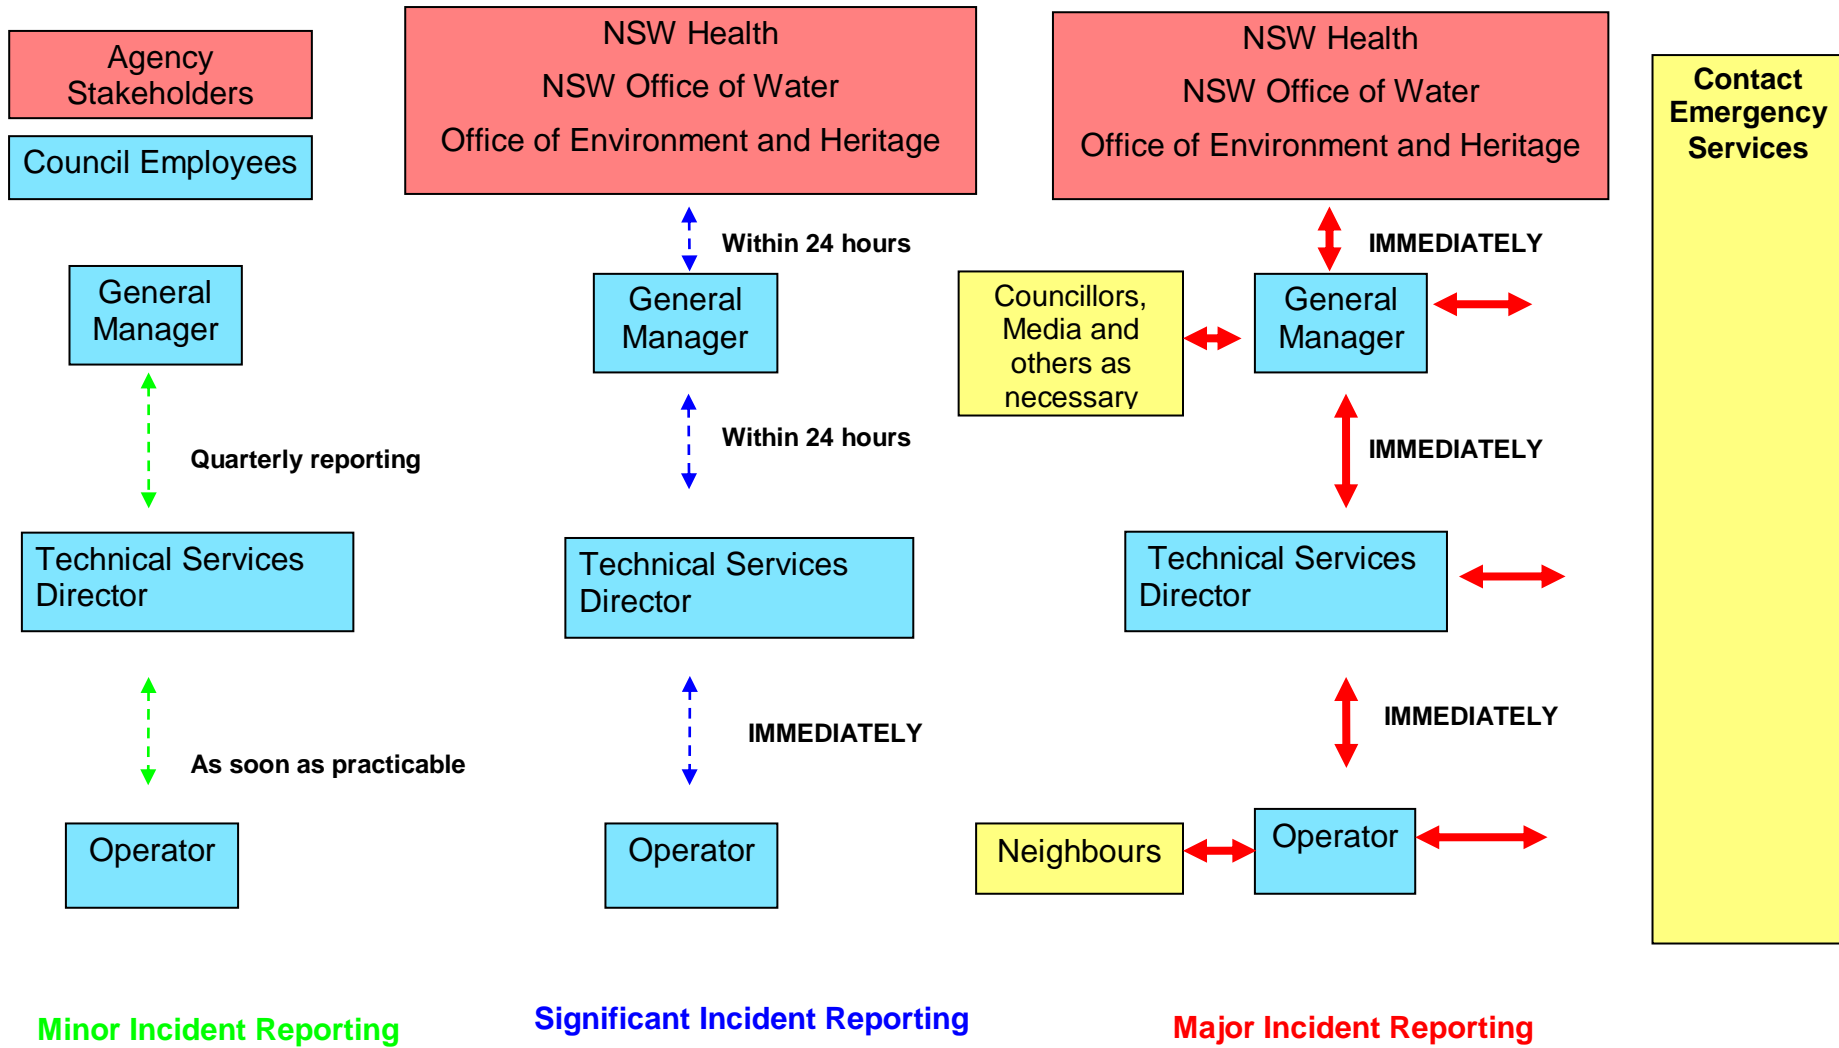 Agency
Stakeholders
Council Employees
General
Manager
Quarterly reporting
Technical Services
Director
As soon as practicable
Operator
Minor Incident Reporting
NSW Health
NSW Office of Water
Office of Environment and Heritage
Within 24 hours
General
Manager
Within 24 hours
Technical Services
Director
IMMEDIATELY
Operator
Significant Incident Reporting
NSW Health
NSW Office of Water
Office of Environment and Heritage
IMMEDIATELY
Councillors,
Media and
others as
necessary
General
Manager
IMMEDIATELY
Technical Services
Director
IMMEDIATELY
Neighbours
Operator
Major Incident Reporting
Contact
Emergency
Services